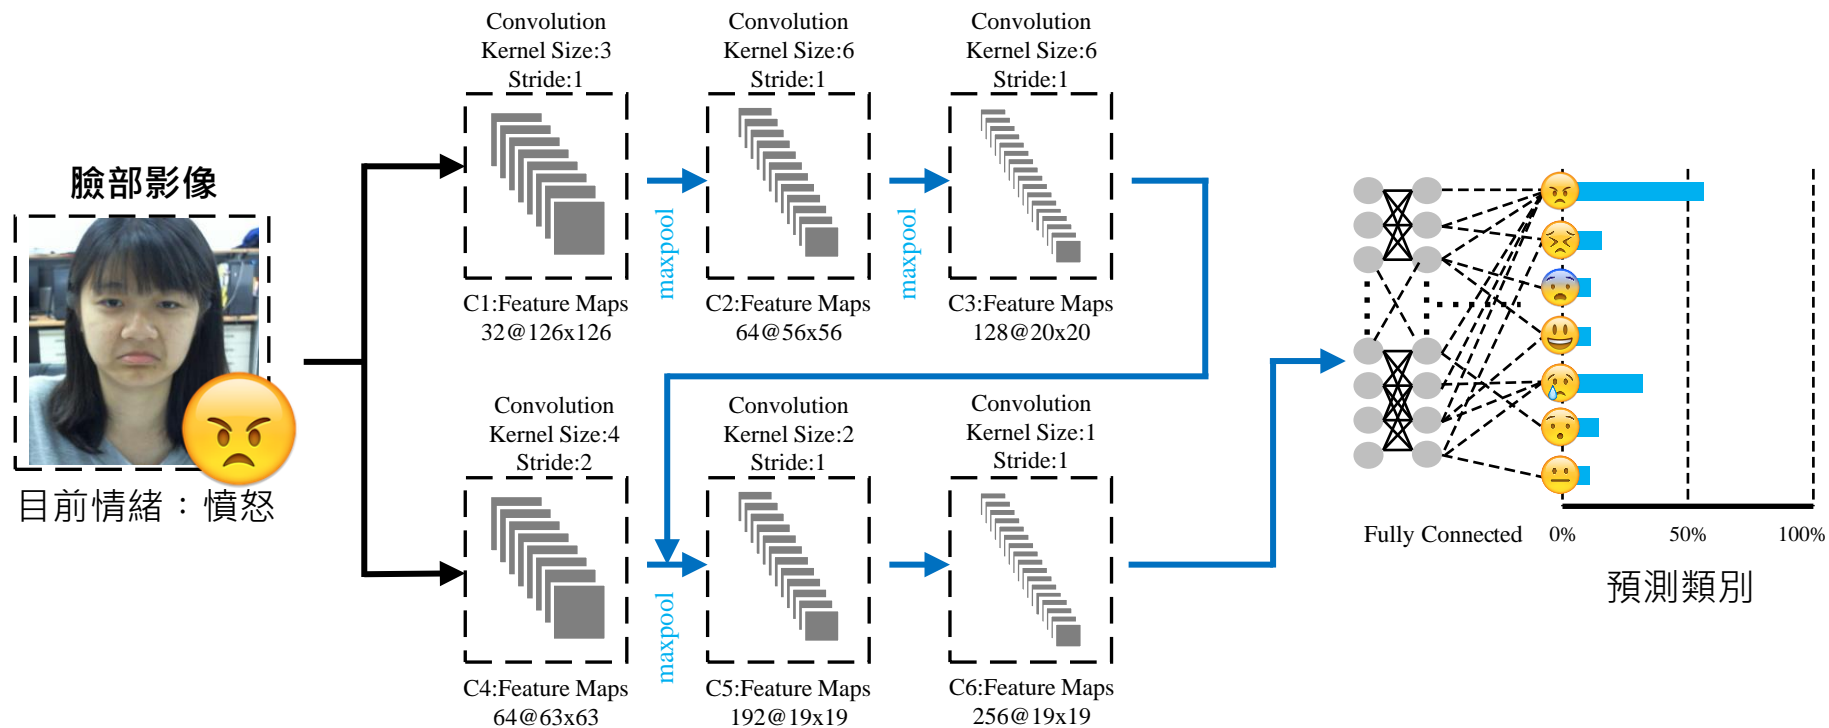 臉部影像
目前情緒：憤怒
Convolution
Kernel Size:3
Stride:1
C1:Feature Maps
32@126x126
maxpool
Convolution
Kernel Size:6
Stride:1
C2:Feature Maps
64@56x56
maxpool
Convolution
Kernel Size:6
Stride:1
C3:Feature Maps
128@20x20
Convolution
Kernel Size:4
Stride:2
C4:Feature Maps
64@63x63
maxpool
Convolution
Kernel Size:2
Stride:1
C5:Feature Maps
192@19x19
Convolution
Kernel Size:1
Stride:1
C6:Feature Maps
256@19x19
Fully Connected
0%
50%
100%
預測類別